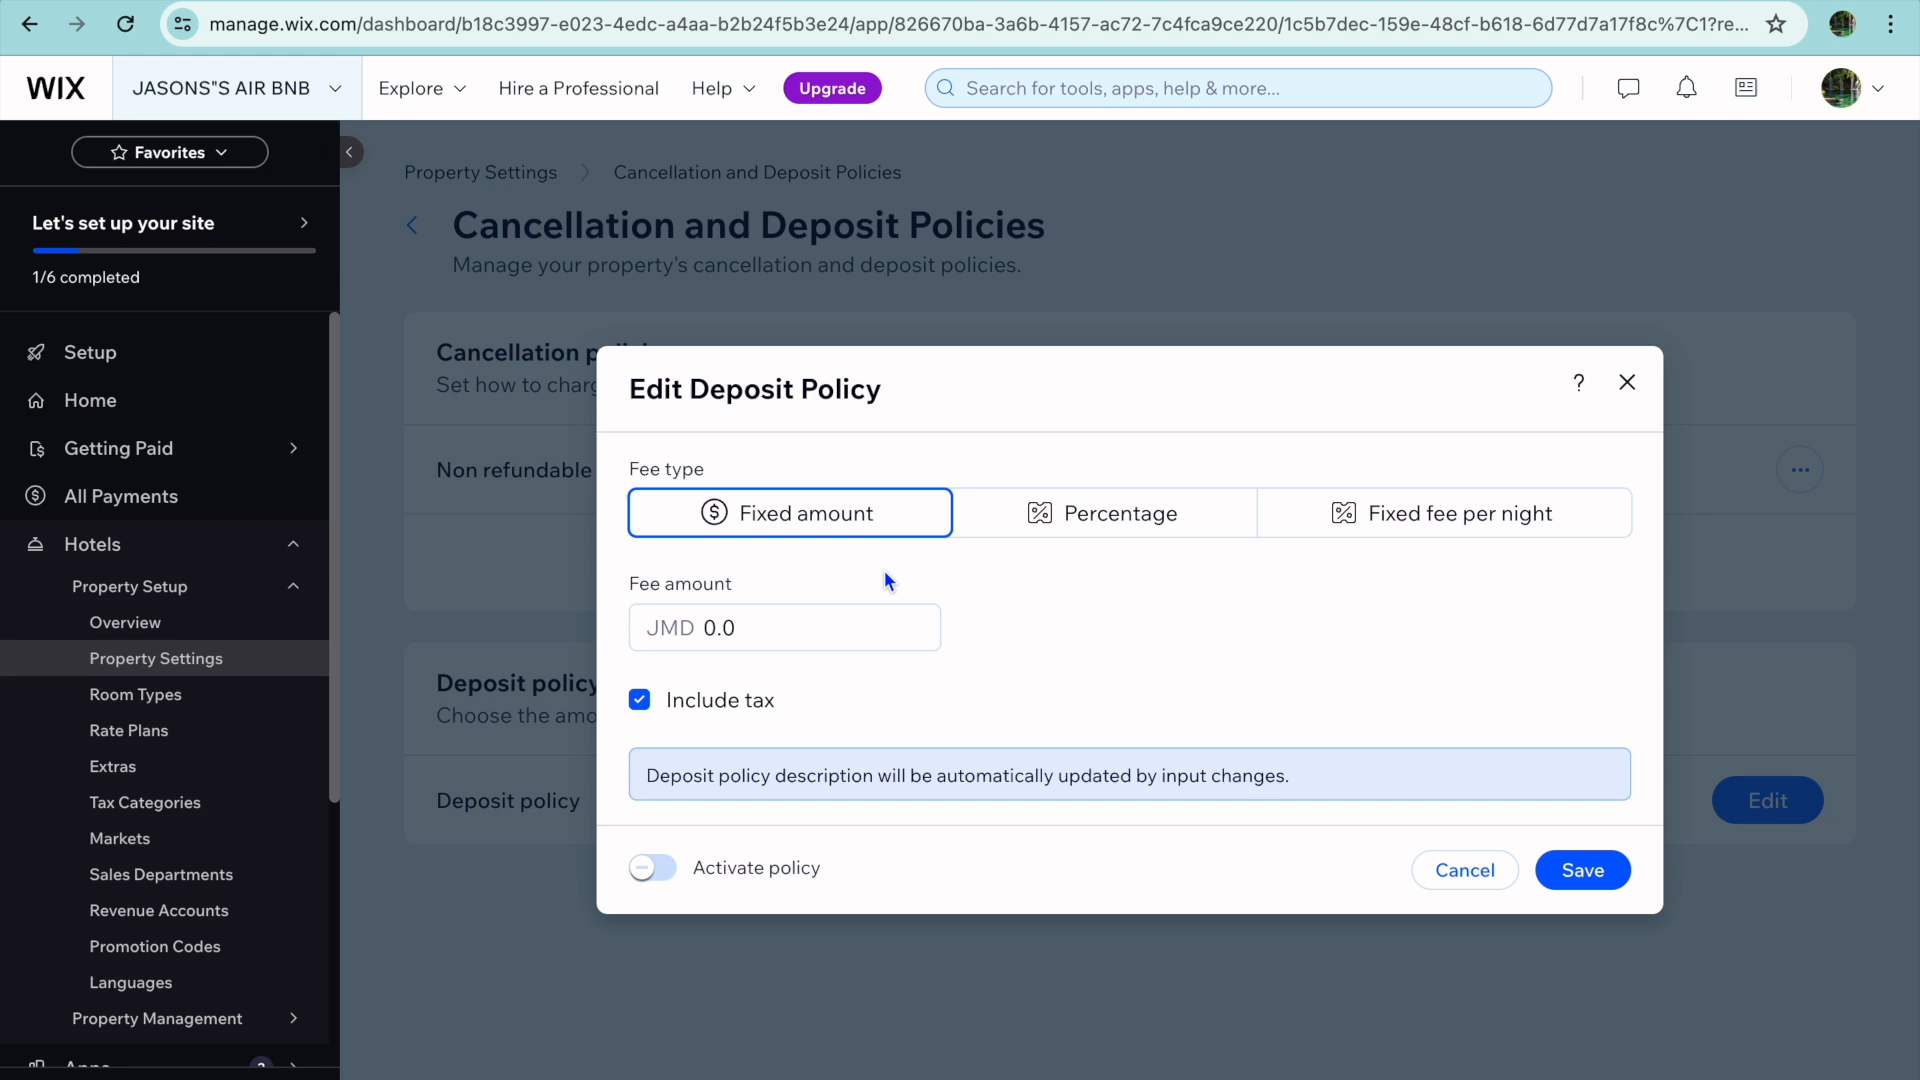 manage.wix.com/dashboard/b18c3997-e023-4edc-a4aa-b2b24f5b3e24/app/826670ba-3a6b-4157-ac72-7c4fca9ce220/1c5b7dec-159e-48cf-b618-6d77d7a17f8c%7C1?re...
WIX
JASONS"S AIR BNB
Explore
Hire a Professional
Help
Upgrade
Search for tools, apps, help & more...
Favorites
Let's set up your site
1/6 completed
Setup
Home
Getting Paid
All Payments
Hotels
Property Setup
Overview
Property Settings
Room Types
Rate Plans
Extras
Tax Categories
Markets
Sales Departments
Revenue Accounts
Promotion Codes
Languages
Property Management
Property Settings
Cancellation and Deposit Policies
Cancellation and Deposit Policies
Manage your property's cancellation and deposit policies.
Cancellation
Set how to
Non refundable
Deposit policy
Choose the
Deposit policy
Edit
Edit Deposit Policy
?
Fee type
Fixed amount
Percentage
Fixed fee per night
Fee amount
JMD 0.0
Include tax
Deposit policy description will be automatically updated by input changes.
Activate policy
Cancel
Save